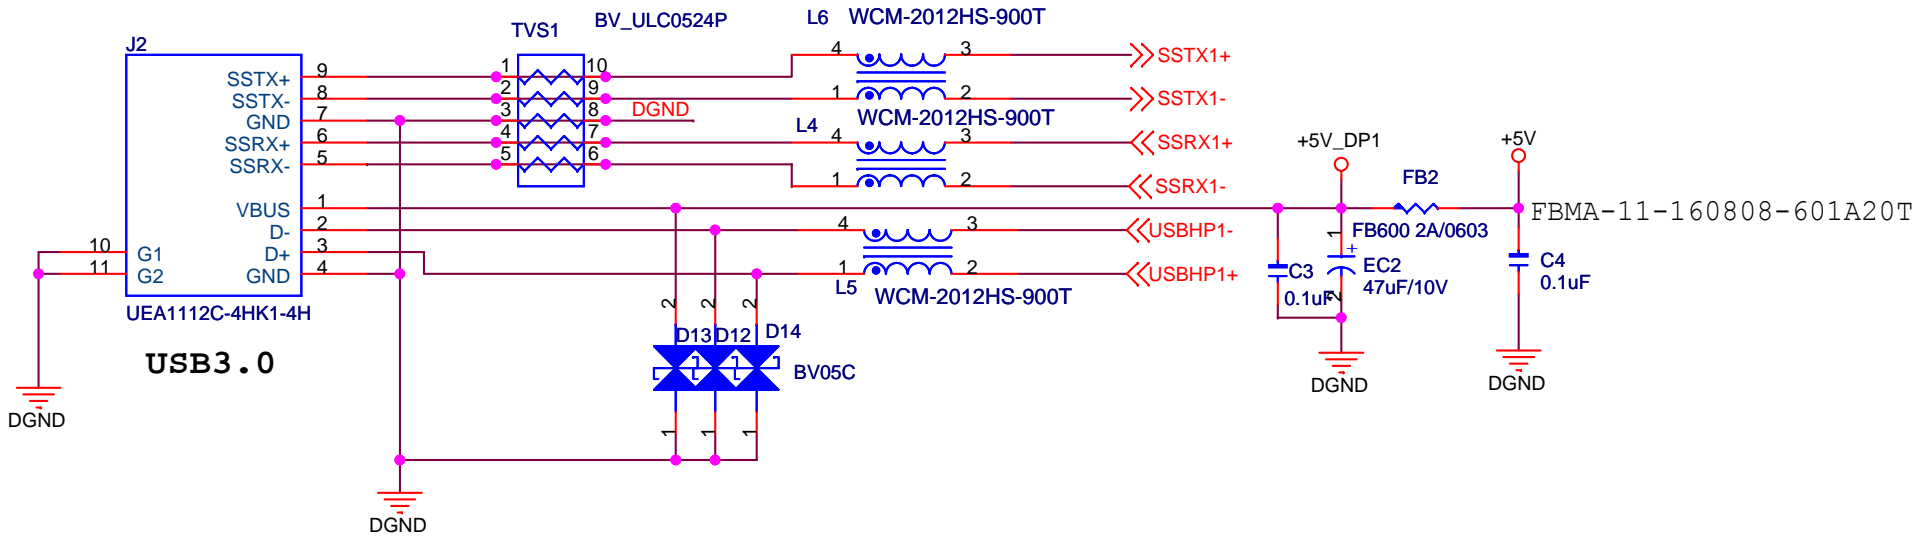 J2
TVS1
BV_ULC0524P
L6 WCM-2012HS-900T
SSTX+ 9
SSTX- 8
GND 7
SSRX+ 6
SSRX- 5
VBUS 1
D- 2
D+ 3
GND 4
10 G1
11 G2
UEA1112C-4HK1-4H
USB3.0
DGND
1 10
2 9
3 8
4 7
5 6
DGND
4 3
1 2
WCM-2012HS-900T
L4
4 3
1 2
4 3
1 2
L5
WCM-2012HS-900T
SSTX1+
SSTX1-
SSRX1+
SSRX1-
USBHP1-
USBHP1+
2 2 2
D13 D12 D14
BV05C
1 1 1
DGND
+5V_DP1
+5V
FB2
FBMA-11-160808-601A20T
FB600 2A/0603
1
+
C3
0.1uF
2
EC2
47uF/10V
C4
0.1uF
DGND
DGND